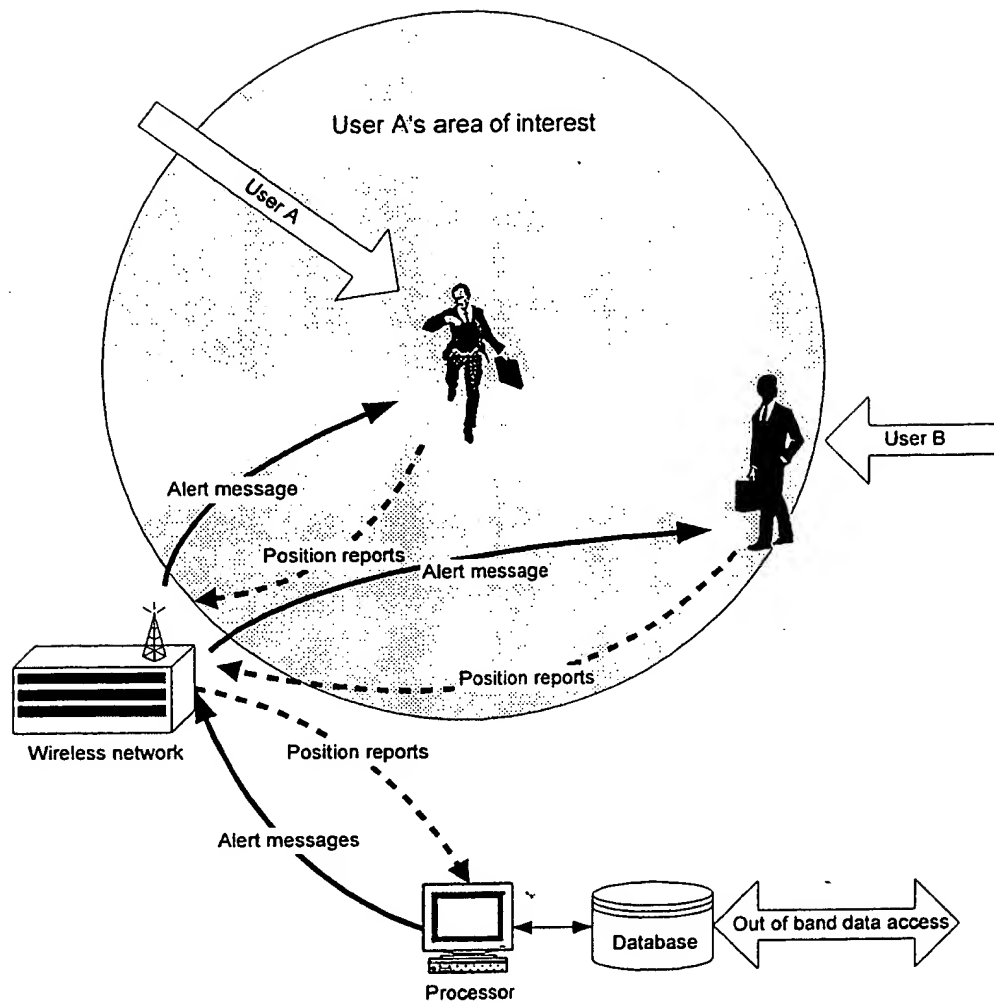 User A's area of interest
User A
User B
Alert message
Position reports
Alert message
Position reports
Wireless network
Position reports
Alert messages
Out of band data access
Database
Processor